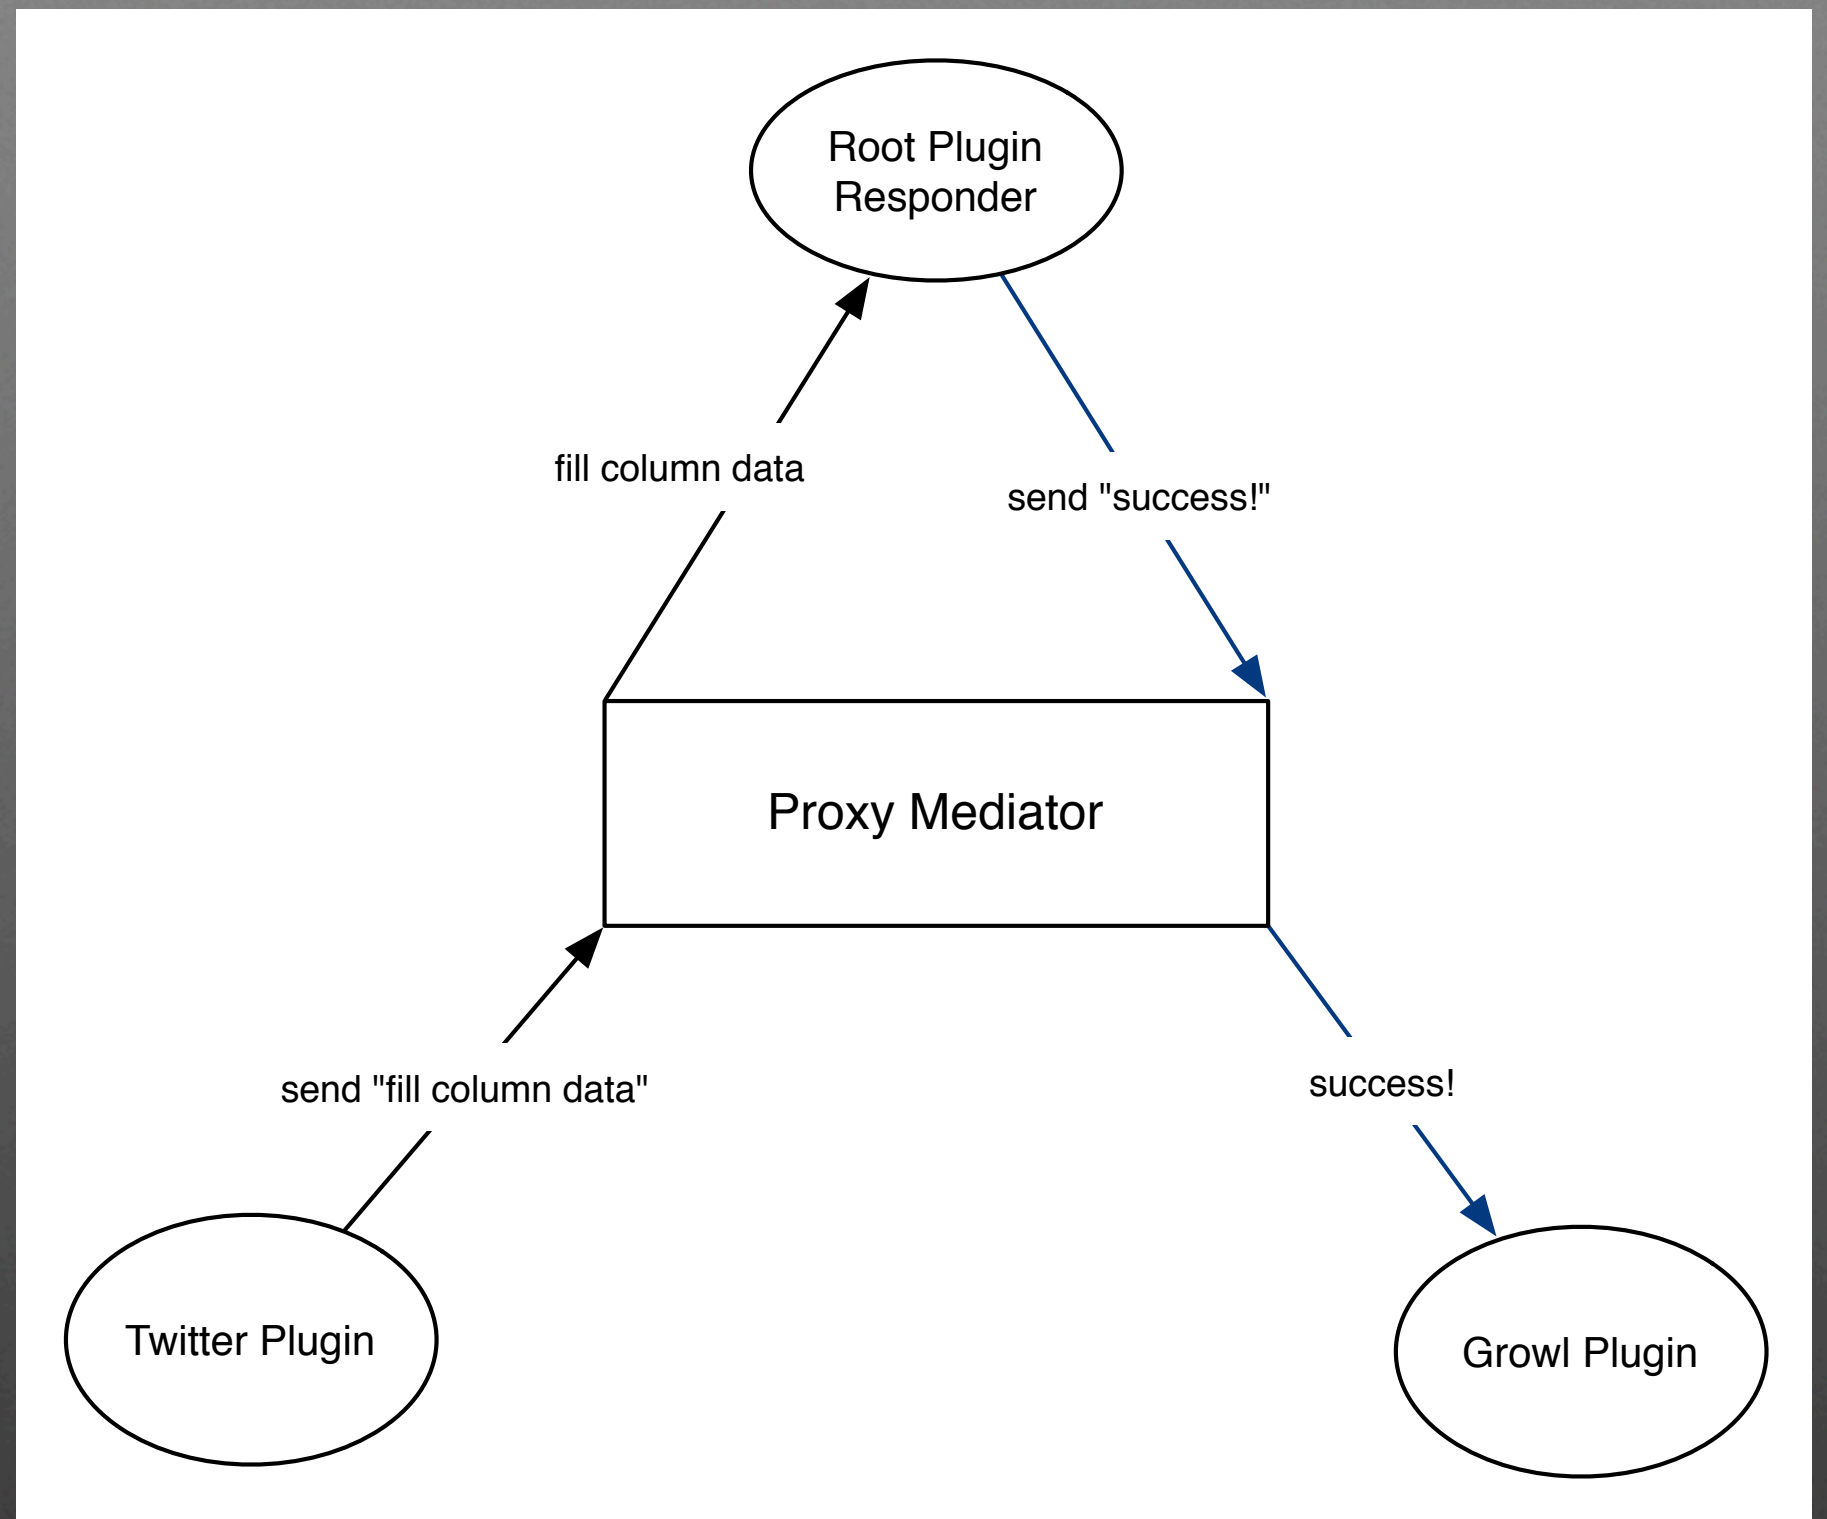 Root Plugin
Responder
fill column data
send "success!"
Proxy Mediator
send "fill column data"
success!
Twitter Plugin
Growl Plugin